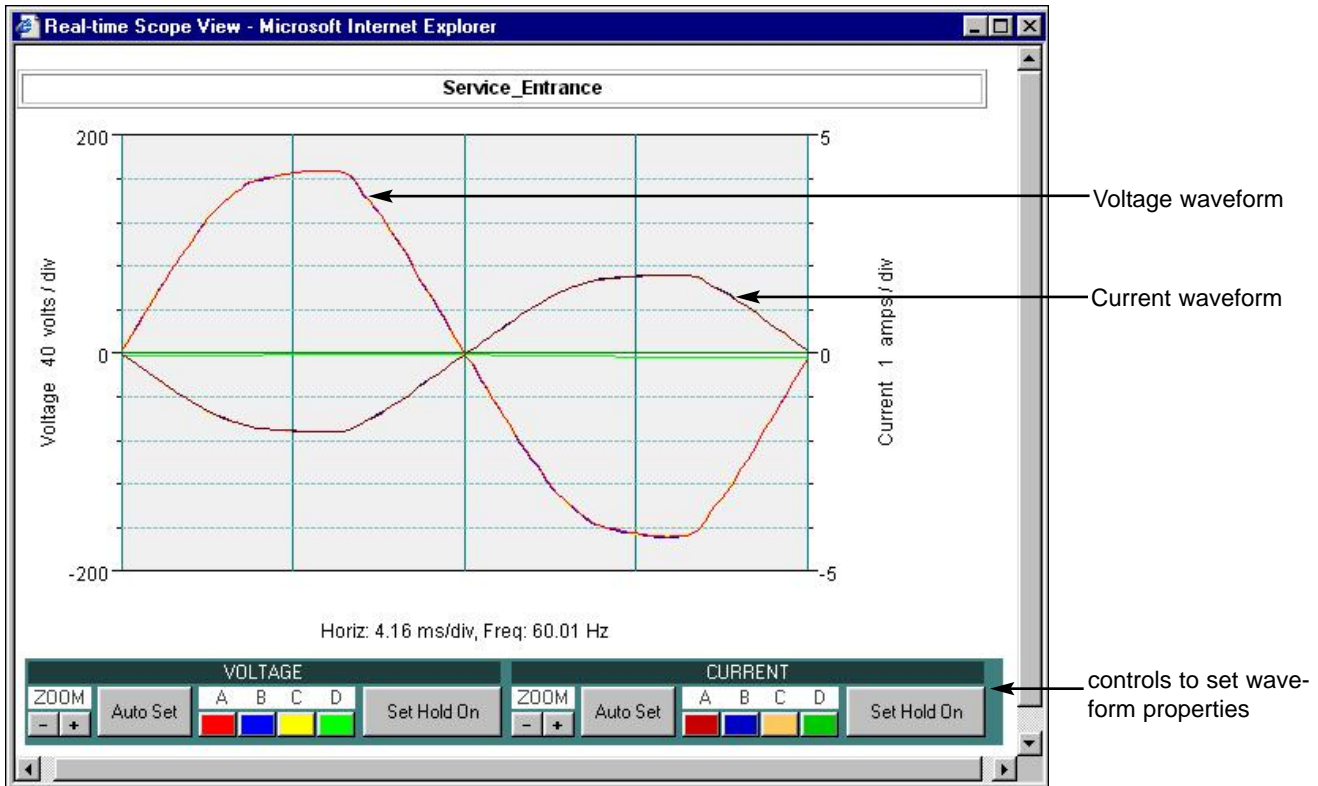 Real-time Scope View - Microsoft Internet Explorer
Service_Entrance
200
5
Voltage waveform
Voltage 40 volts / div
Current 1 amps / div
Current waveform
0
0
-200
-5
Horiz: 4.16 ms/div, Freq: 60.01 Hz
VOLTAGE
CURRENT
ZOOM
- +
Auto Set
A B C D
Set Hold On
ZOOM
- +
Auto Set
A B C D
Set Hold On
controls to set wave-
form properties